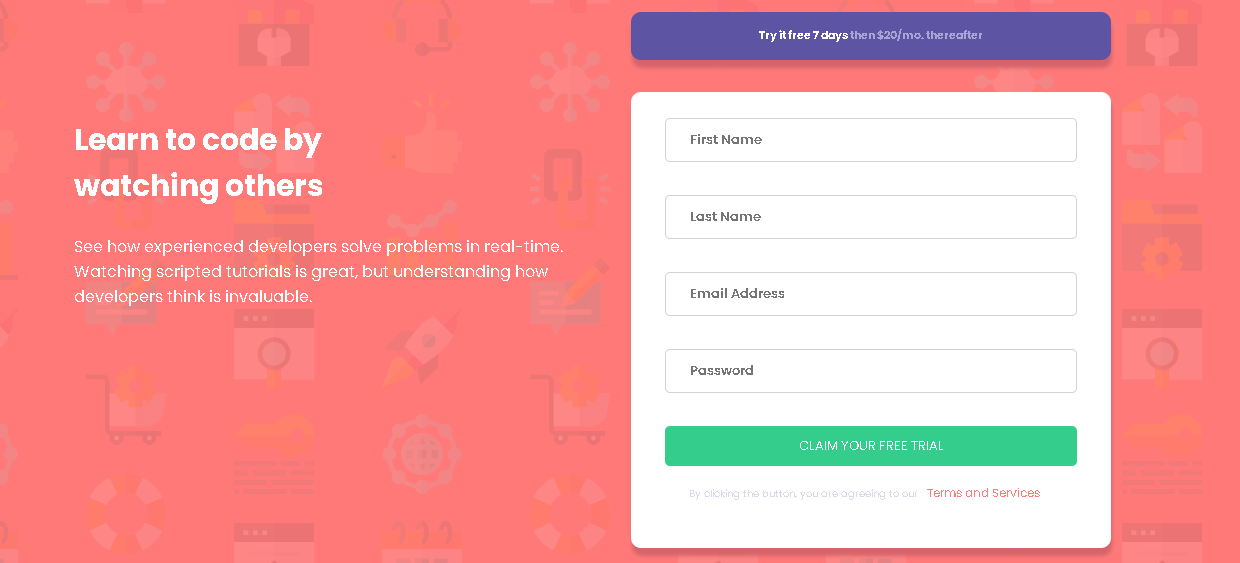 Learn to code by
watching others
See how experienced developers solve problems in real-time.
Watching scripted tutorials is great, but understanding how
developers think is invaluable.
Try it free 7 days then $20/mo. thereafter
First Name
Last Name
Email Address
Password
CLAIM YOUR FREE TRIAL
By clicking the button, you are agreeing to our Terms and Services